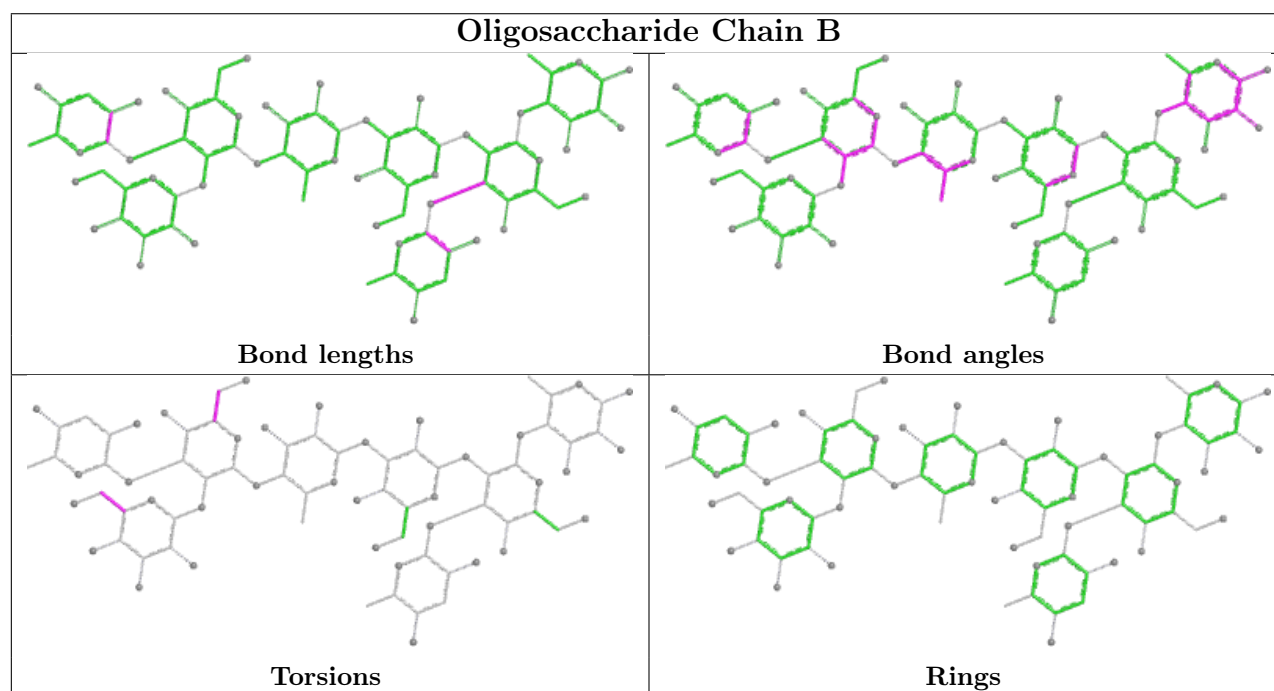 Oligosaccharide Chain B
Bond lengths
Bond angles
Torsions
Rings